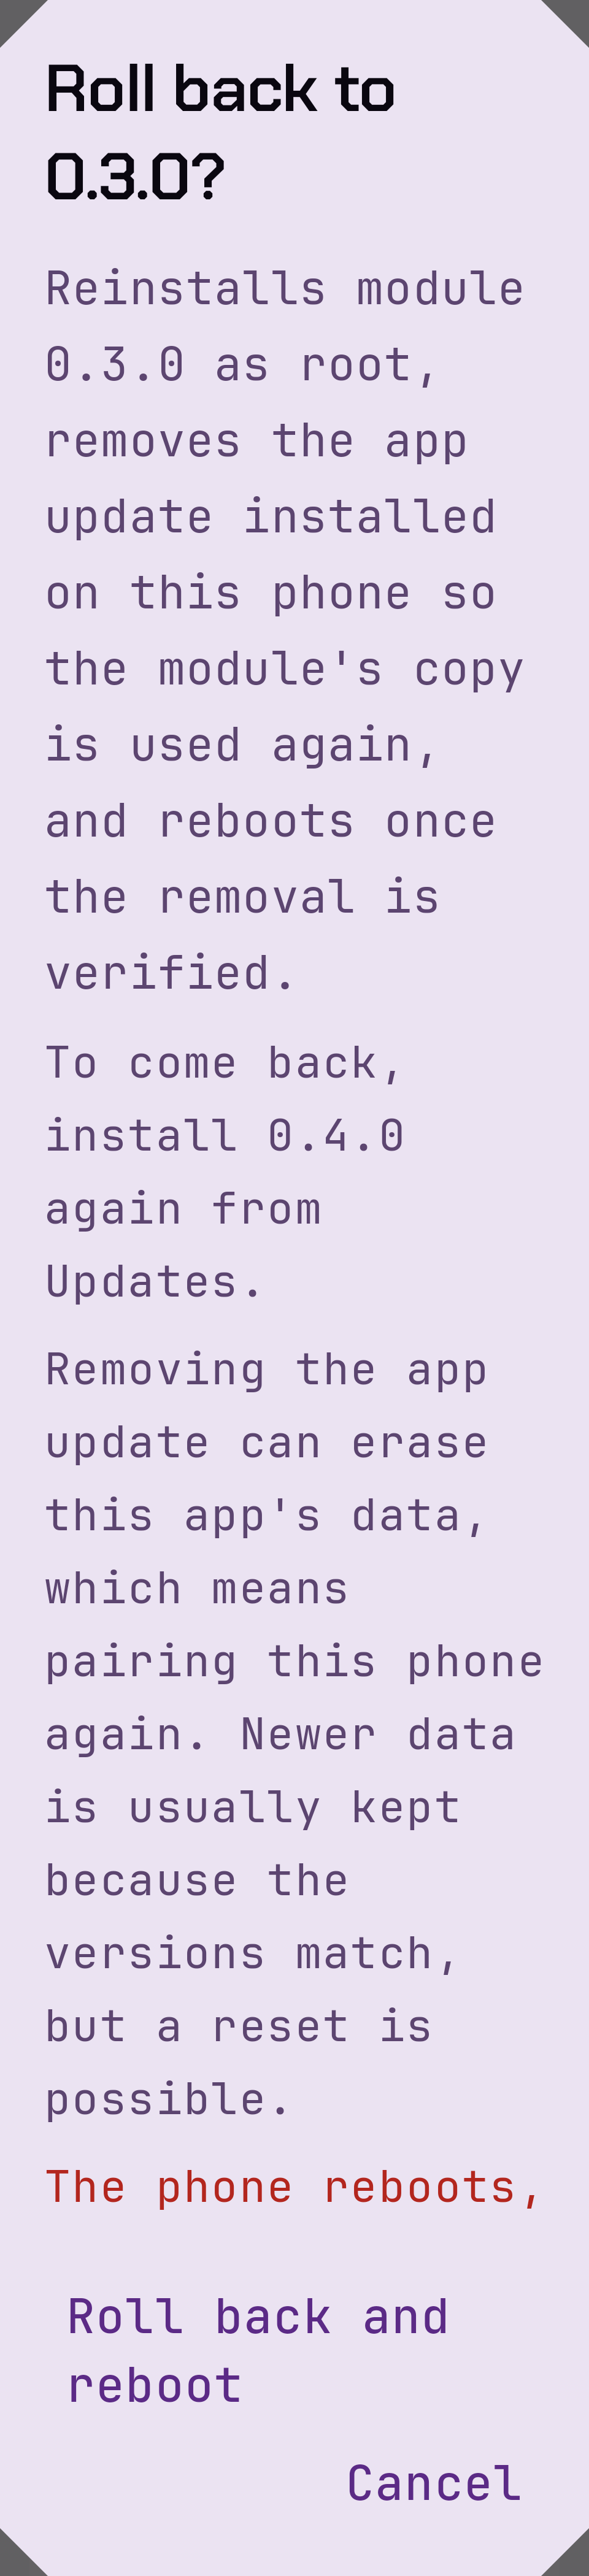 Roll back to
0.3.0?
Reinstalls module
0.3.0 as root,
removes the app
update installed
on this phone so
the module's copy
is used again,
and reboots once
the removal is
verified.
To come back,
install 0.4.0
again from
Updates.
Removing the app
update can erase
this app's data,
which means
pairing this phone
again. Newer data
is usually kept
because the
versions match,
but a reset is
possible.
The phone reboots,
Roll back and
reboot
Cancel